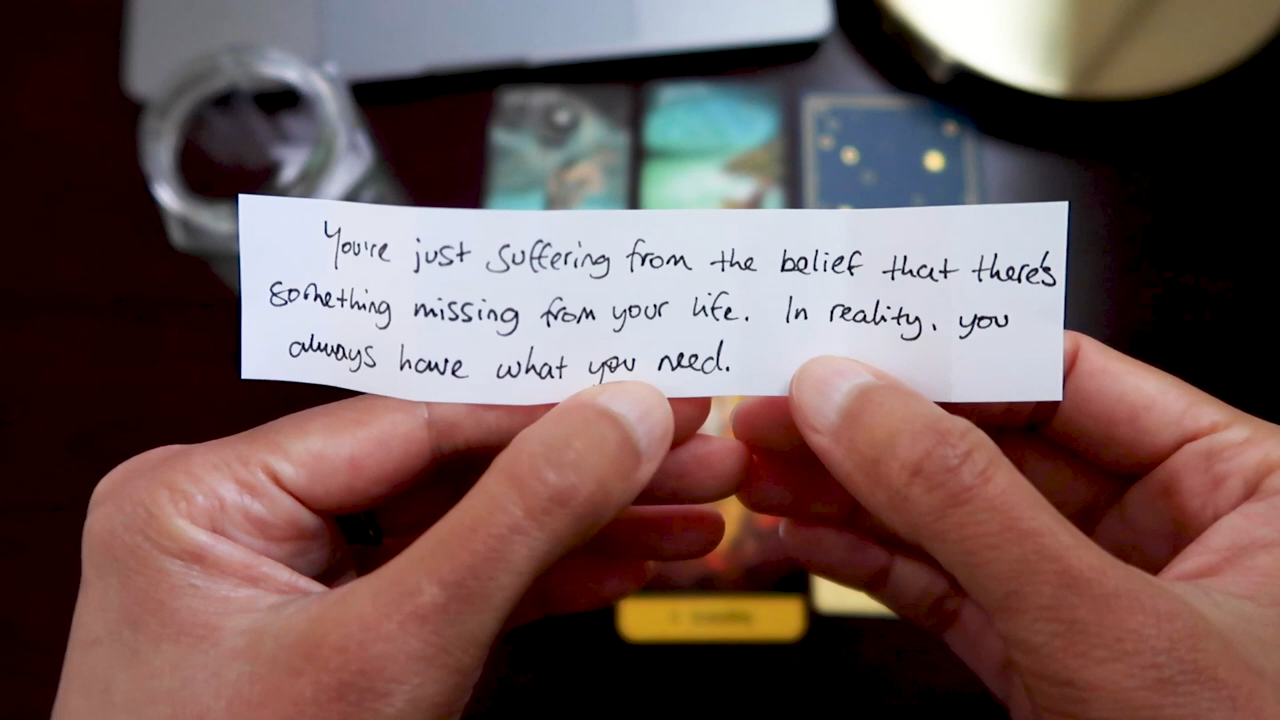 You're just suffering from the belief that there's
something missing from your life. In reality, you
always have what you need.